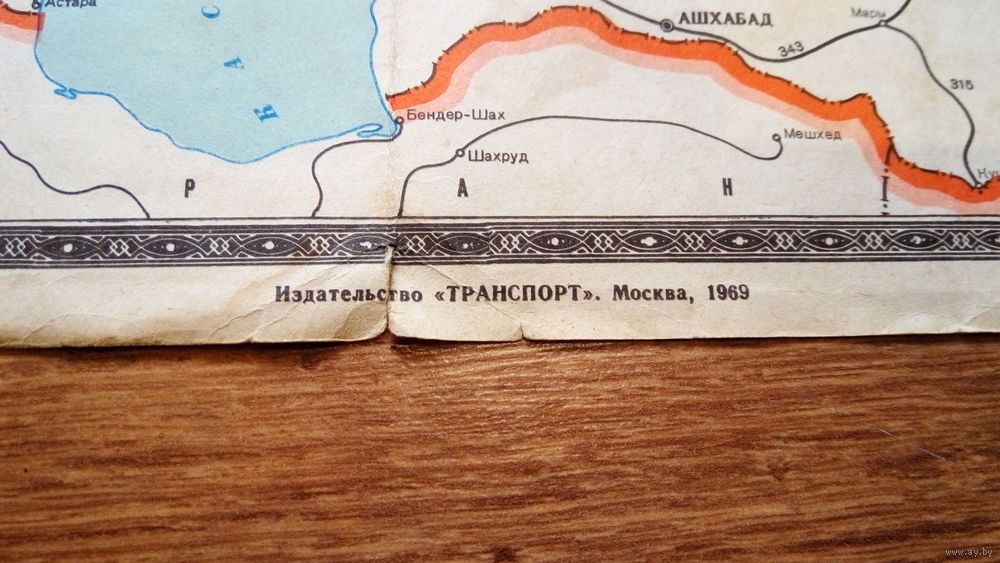 Астара
С
А
К
АШХАБАД
Мары
343
315
Бендер-Шах
Шахруд
Мешхед
Р А Н
Издательство «ТРАНСПОРТ». Москва, 1969
www.ay.by